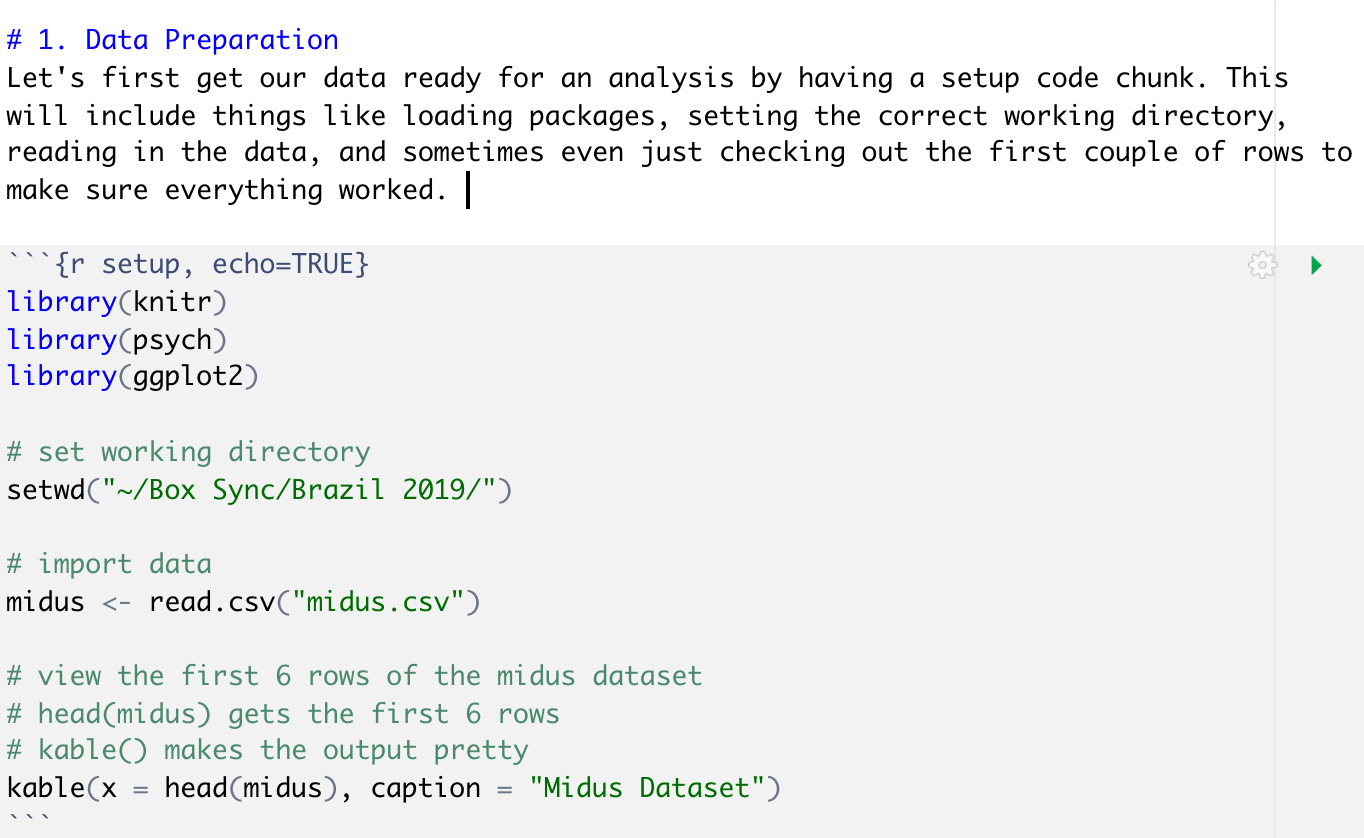 # 1. Data Preparation
Let's first get our data ready for an analysis by having a setup code chunk. This
will include things like loading packages, setting the correct working directory,
reading in the data, and sometimes even just checking out the first couple of rows to
make sure everything worked.
```{r setup, echo=TRUE}
library(knitr)
library(psych)
library(ggplot2)
# set working directory
setwd("~/Box Sync/Brazil 2019/")
# import data
midus <- read.csv("midus.csv")
# view the first 6 rows of the midus dataset
# head(midus) gets the first 6 rows
# kable() makes the output pretty
kable(x = head(midus), caption = "Midus Dataset")
```